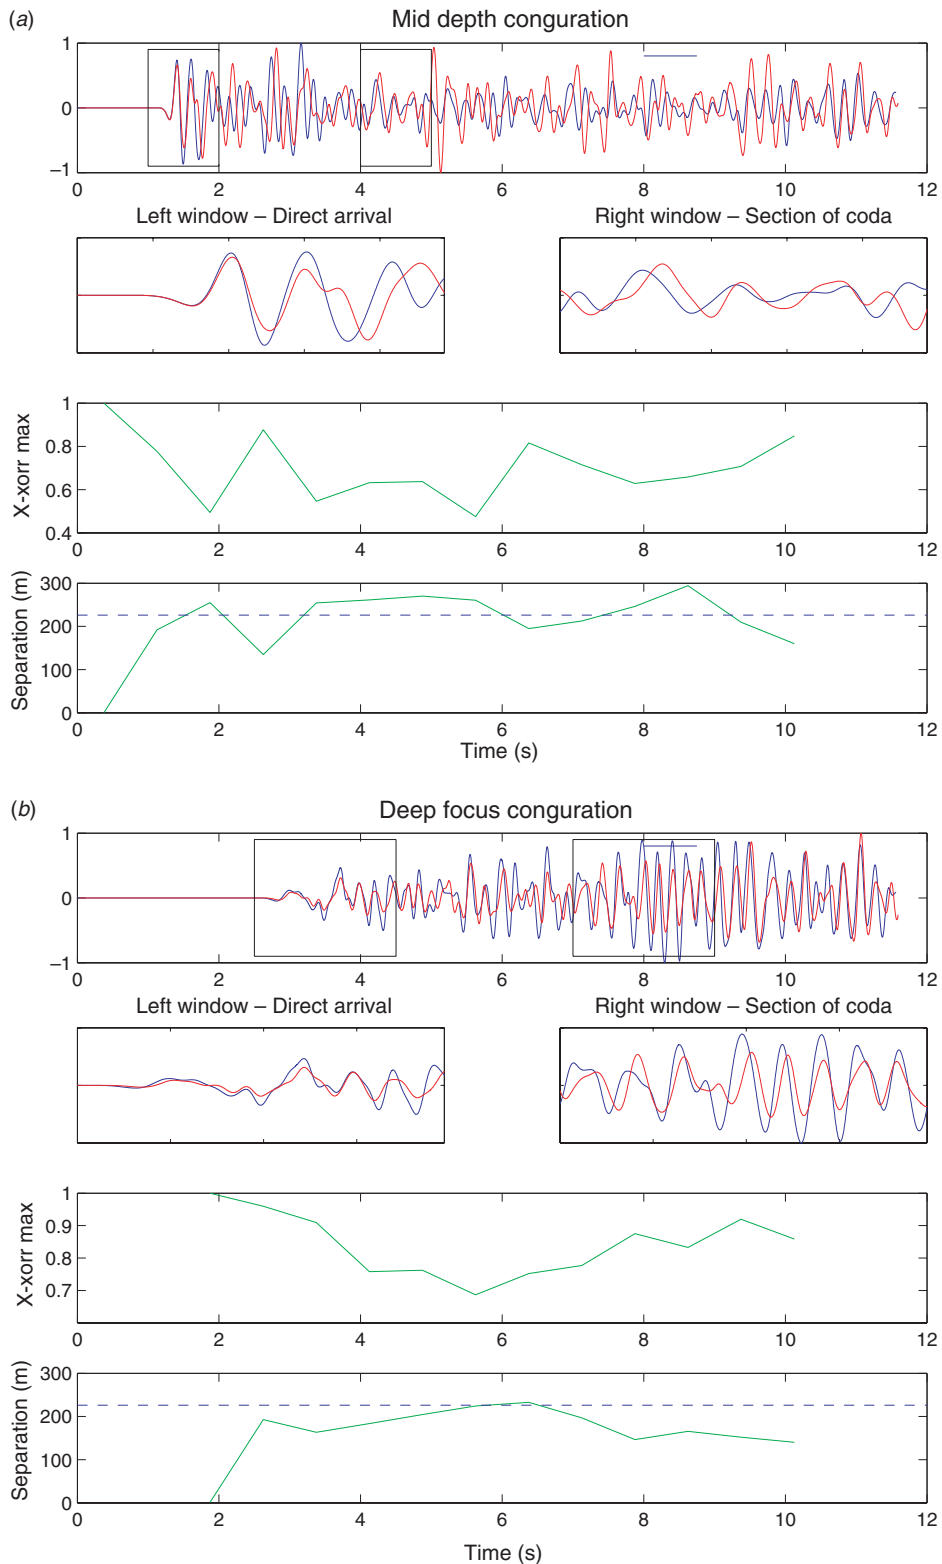 (a)
Mid depth conguration
1
0
−1
0 2 4 6 8 10 12
Left window – Direct arrival
Right window – Section of coda
X-xorr max
1
0.8
0.6
0.4
0 2 4 6 8 10 12
Separation (m)
300
200
100
0
0 2 4 6 8 10 12
Time (s)
(b)
Deep focus conguration
1
0
−1
0 2 4 6 8 10 12
Left window – Direct arrival
Right window – Section of coda
X-xorr max
1
0.9
0.8
0.7
0 2 4 6 8 10 12
Separation (m)
300
200
100
0
0 2 4 6 8 10 12
Time (s)